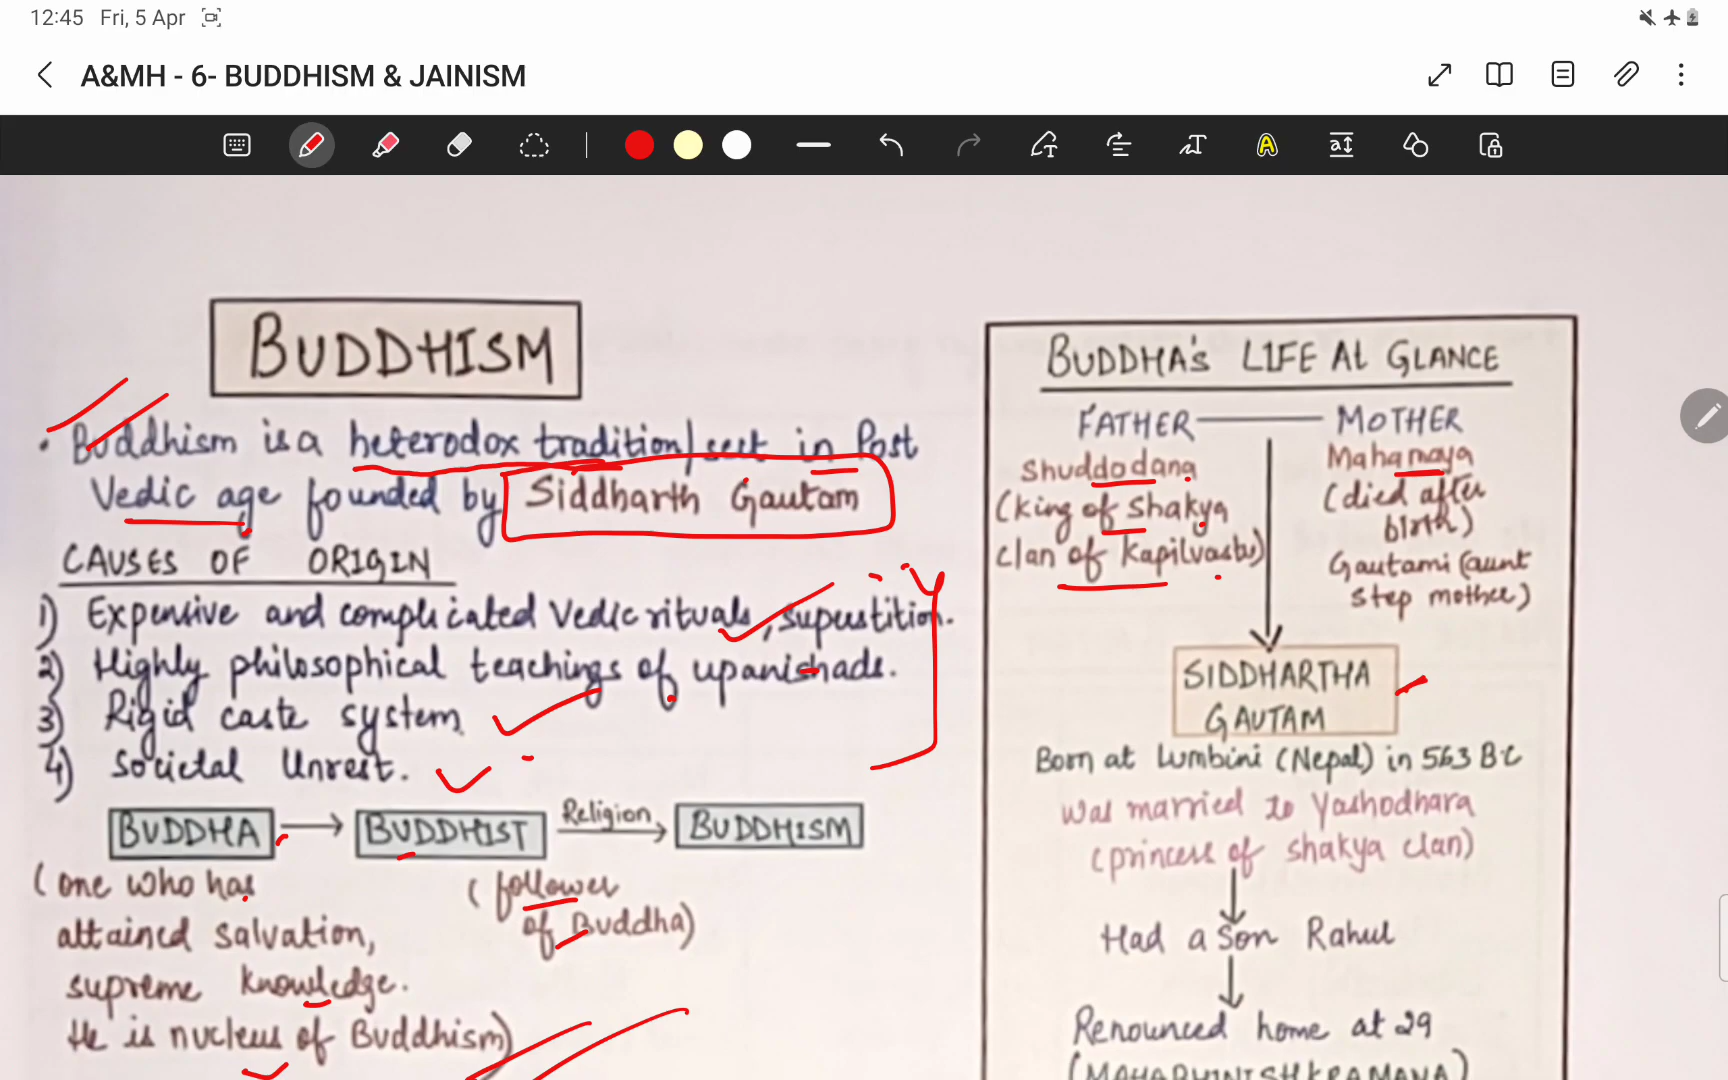 12:45 Fri, 5 Apr
A&MH - 6- BUDDHISM & JAINISM
BUDDHISM
• Buddhism is a heterodox tradition/sect in Post
Vedic age founded by Siddharth Gautam
CAUSES OF ORIGIN
1) Expensive and complicated Vedic rituals, superstition.
2) Highly philosophical teachings of upanishads.
3) Rigid caste system.
4) Societal Unrest.
BUDDHA → BUDDHIST Religion → BUDDHISM
(one who has
attained salvation,
supreme knowledge.
He is nucleus of Buddhism)
(follower
of Buddha)
BUDDHA's LIFE At GLANCE
FATHER MOTHER
Shuddodana
(king of Shakya
clan of Kapilvastu)
Mahamaya
(died after
birth)
Gautami (aunt
step mother)
SIDDHARTHA
GAUTAM
Born at Lumbini (Nepal) in 563 BC
was married to Yashodhara
(princess of shakya clan)
Had a Son Rahul
Renounced home at 29
(MAHABHINISHKRAMANA)